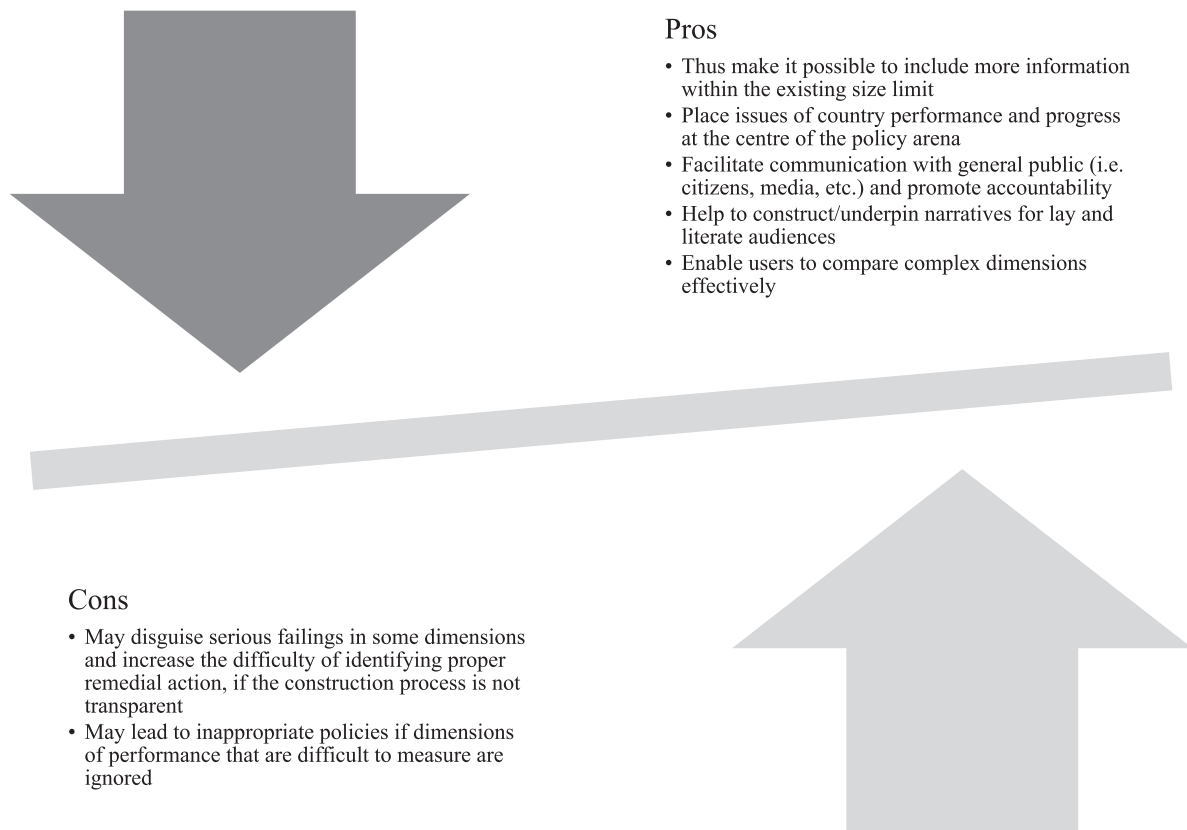 Pros
• Thus make it possible to include more information
within the existing size limit
• Place issues of country performance and progress
at the centre of the policy arena
• Facilitate communication with general public (i.e.
citizens, media, etc.) and promote accountability
• Help to construct/underpin narratives for lay and
literate audiences
• Enable users to compare complex dimensions
effectively
Cons
• May disguise serious failings in some dimensions
and increase the difficulty of identifying proper
remedial action, if the construction process is not
transparent
• May lead to inappropriate policies if dimensions
of performance that are difficult to measure are
ignored